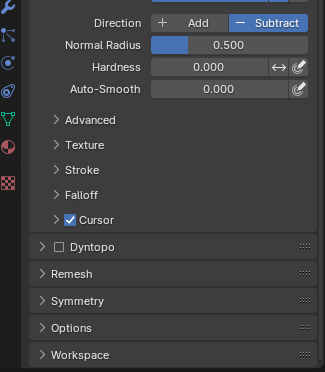 Direction + Add − Subtract
Normal Radius 0.500
Hardness 0.000
Auto-Smooth 0.000
Advanced
Texture
Stroke
Falloff
Cursor
Dyntopo
Remesh
Symmetry
Options
Workspace